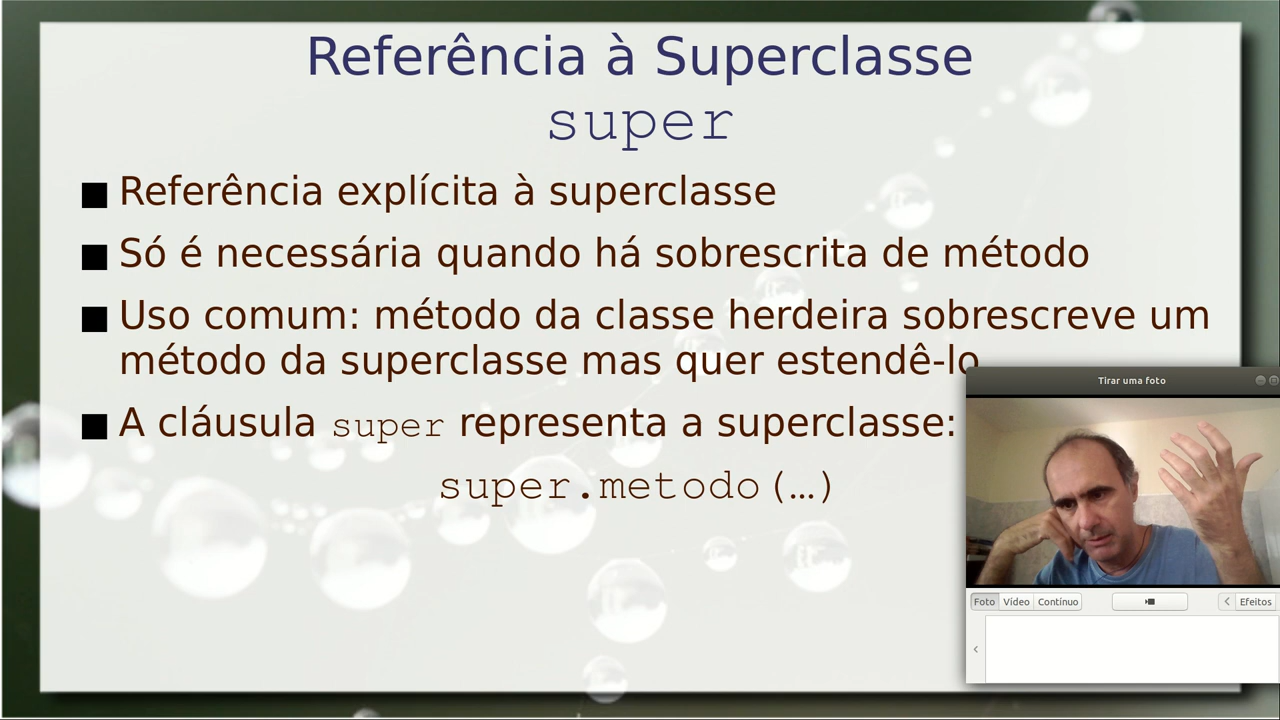 Referência à Superclasse
super
Referência explícita à superclasse
Só é necessária quando há sobrescrita de método
Uso comum: método da classe herdeira sobrescreve um
método da superclasse mas quer estendê-lo
A cláusula super representa a superclasse:
super.metodo(…)
Tirar uma foto
Foto Vídeo Contínuo Efeitos